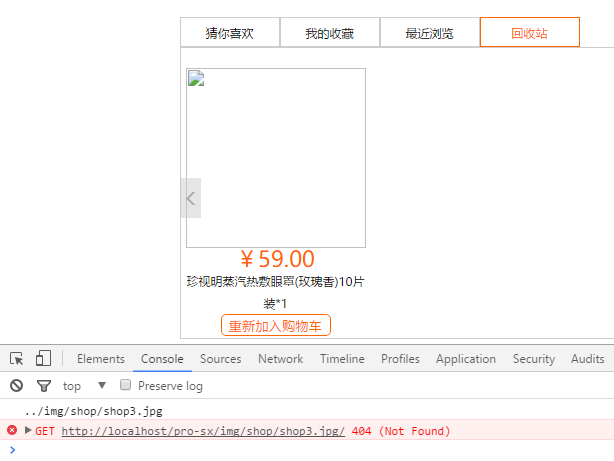 猜你喜欢 我的收藏 最近浏览 回收站
¥ 59.00
珍视明蒸汽热敷眼罩(玫瑰香)10片
装*1
重新加入购物车
Elements Console Sources Network Timeline Profiles Application Security Audits
top ▼ Preserve log
../img/shop/shop3.jpg
GET http://localhost/pro-sx/img/shop/shop3.jpg/ 404 (Not Found)
>